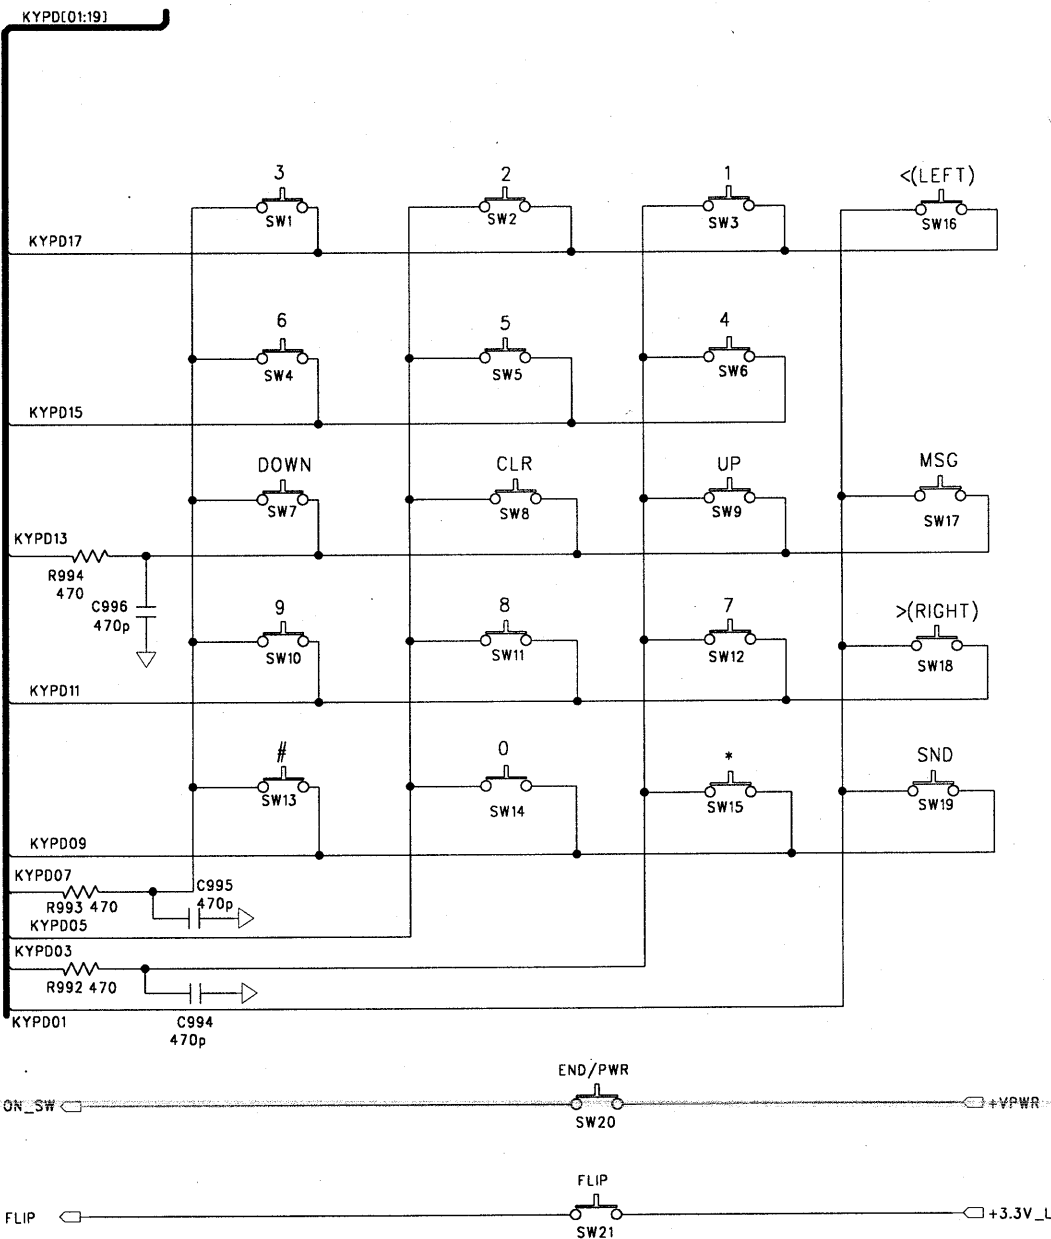 KYPD[01:19]
3
2
1
<(LEFT)
SW1
SW2
SW3
SW16
KYPD17
6
5
4
SW4
SW5
SW6
KYPD15
DOWN
CLR
UP
MSG
SW7
SW8
SW9
SW17
KYPD13
R994
470
C996
470p
9
8
7
>(RIGHT)
SW10
SW11
SW12
SW18
KYPD11
#
0
*
SND
SW13
SW14
SW15
SW19
KYPD09
KYPD07
C995
470p
R993 470
KYPD05
KYPD03
R992 470
KYPD01
C994
470p
END/PWR
ON_SW
+VPWR
SW20
FLIP
FLIP
+3.3V_L
SW21